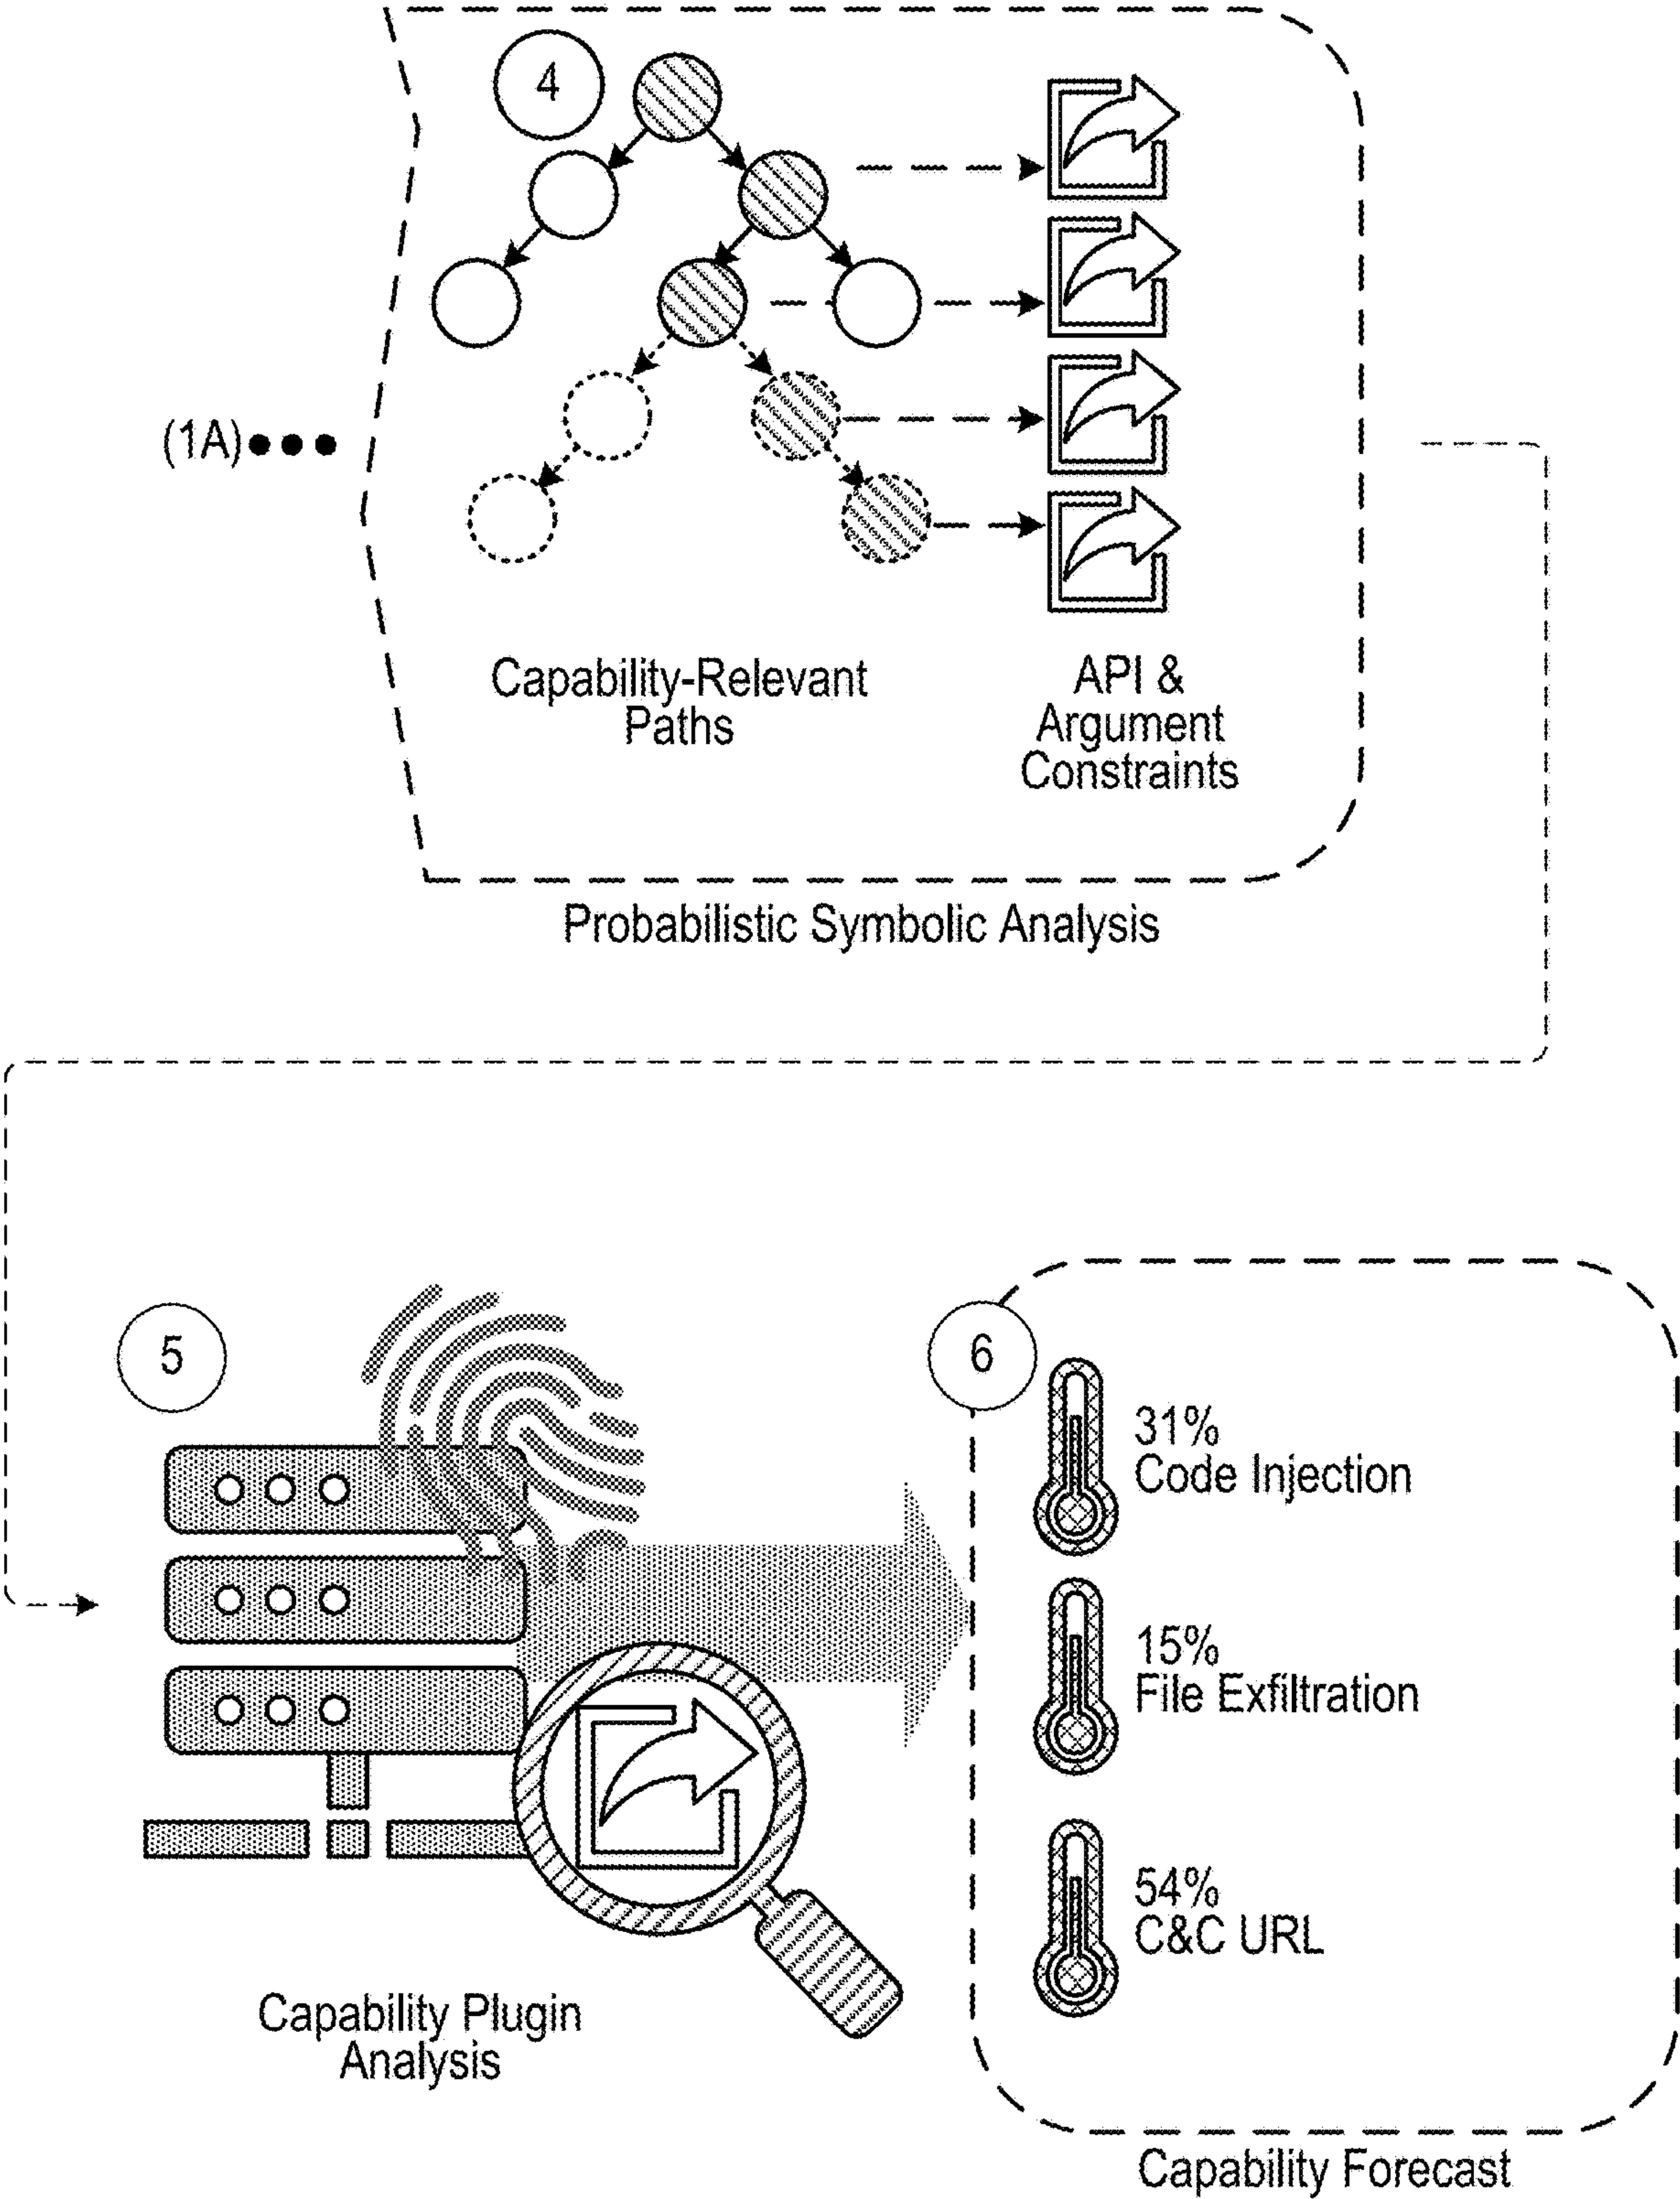 4
(1A)
Capability-Relevant
Paths
API &
Argument
Constraints
Probabilistic Symbolic Analysis
5
6
31%
Code Injection
15%
File Exfiltration
54%
C&C URL
Capability Plugin
Analysis
Capability Forecast